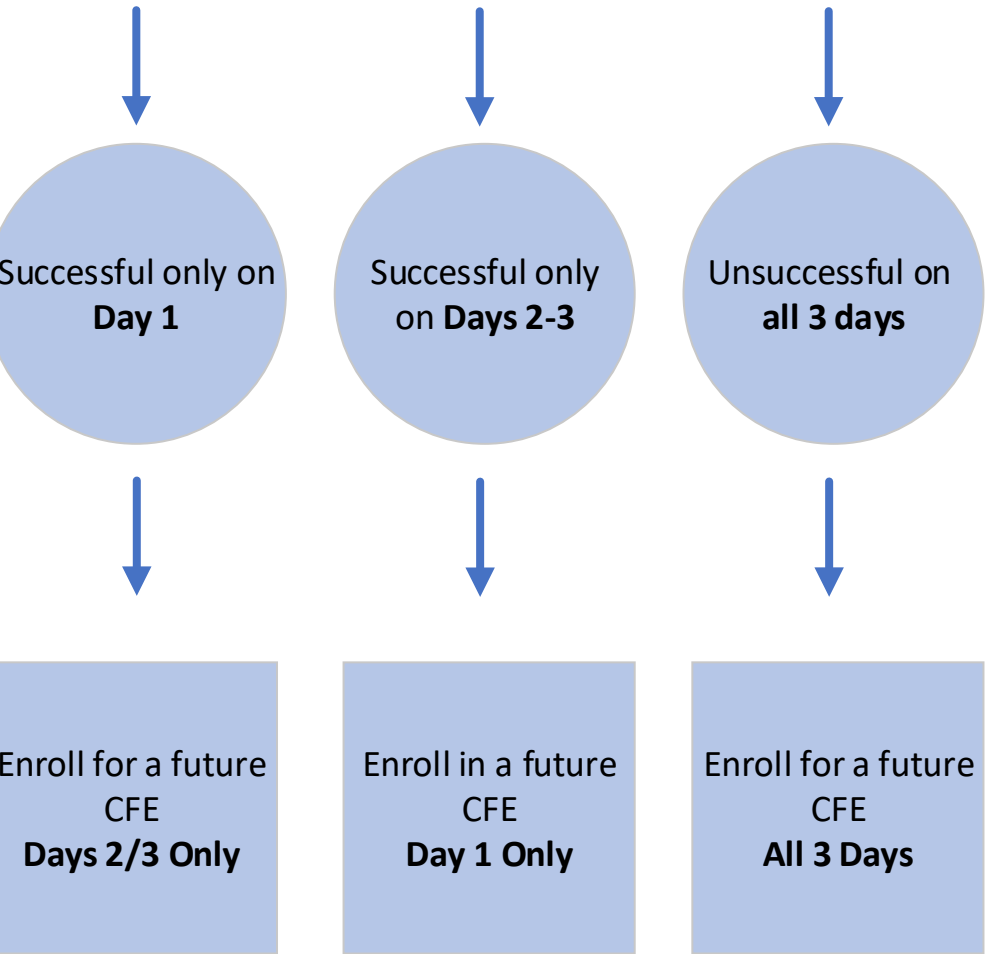 Successful only on
Day 1
Successful only
on Days 2-3
Unsuccessful on
all 3 days
Enroll for a future
CFE
Days 2/3 Only
Enroll in a future
CFE
Day 1 Only
Enroll for a future
CFE
All 3 Days